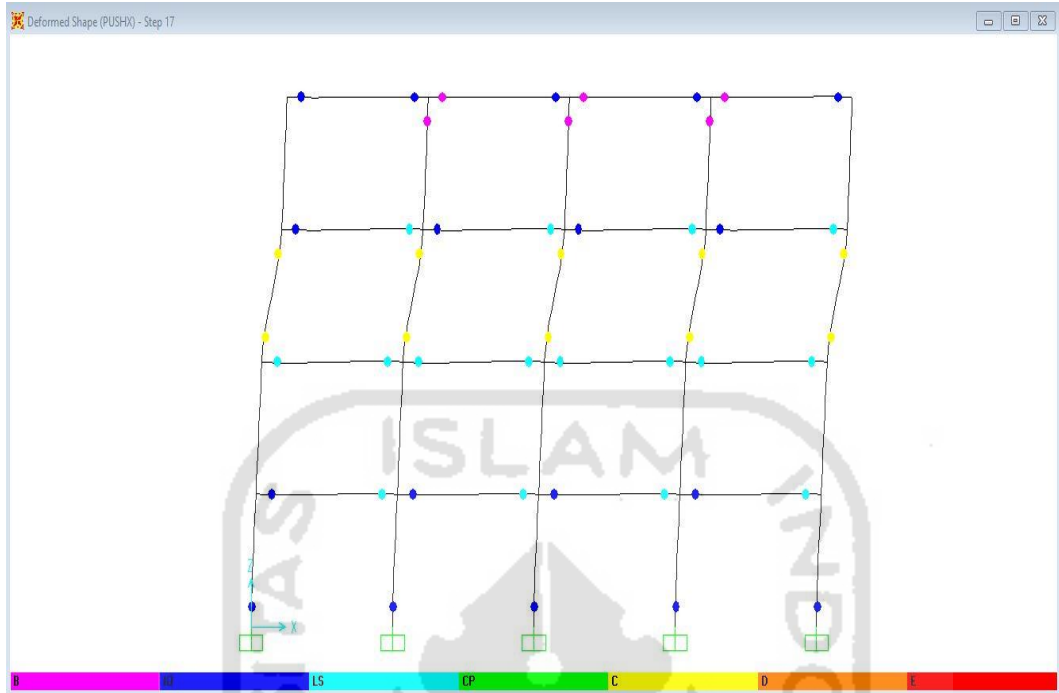 Deformed Shape (PUSHX) - Step 17
ISLAM
Z
X
B IO LS CP C D E